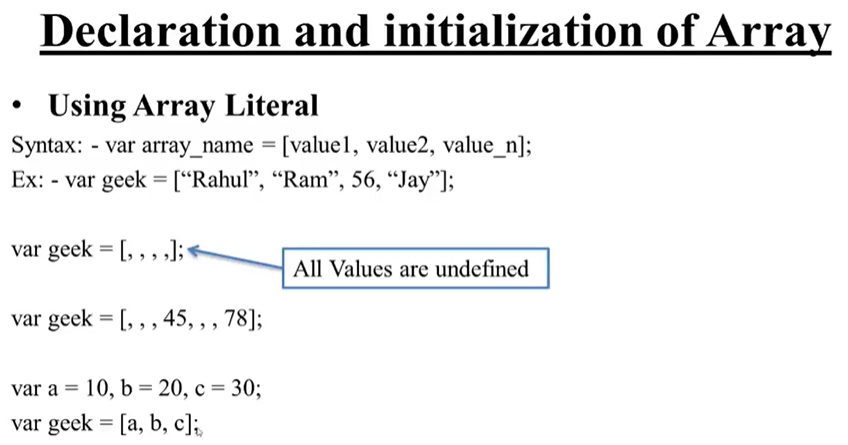 Declaration and initialization of Array
• Using Array Literal
Syntax: - var array_name = [value1, value2, value_n];
Ex: - var geek = [“Rahul”, “Ram”, 56, “Jay”];
var geek = [, , , ,];
All Values are undefined
var geek = [, , , 45, , , 78];
var a = 10, b = 20, c = 30;
var geek = [a, b, c];